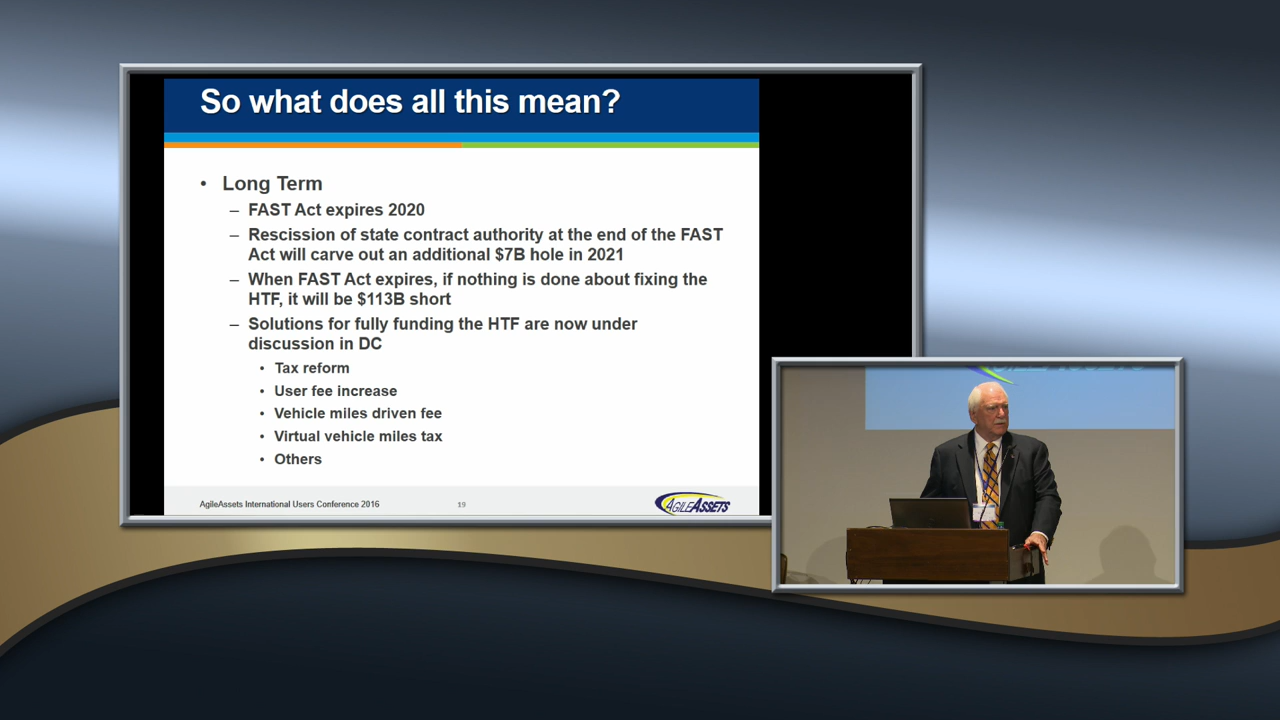 So what does all this mean?
• Long Term
– FAST Act expires 2020
– Rescission of state contract authority at the end of the FAST
Act will carve out an additional $7B hole in 2021
– When FAST Act expires, if nothing is done about fixing the
HTF, it will be $113B short
– Solutions for fully funding the HTF are now under
discussion in DC
• Tax reform
• User fee increase
• Vehicle miles driven fee
• Virtual vehicle miles tax
• Others
AgileAssets International Users Conference 2016
19
AGILEASSETS